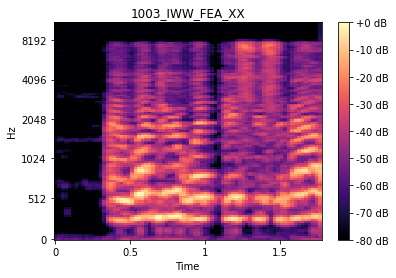 1003_IWW_FEA_XX
Hz
8192
4096
2048
1024
512
0
0
0.5
1
1.5
Time
+0 dB
-10 dB
-20 dB
-30 dB
-40 dB
-50 dB
-60 dB
-70 dB
-80 dB